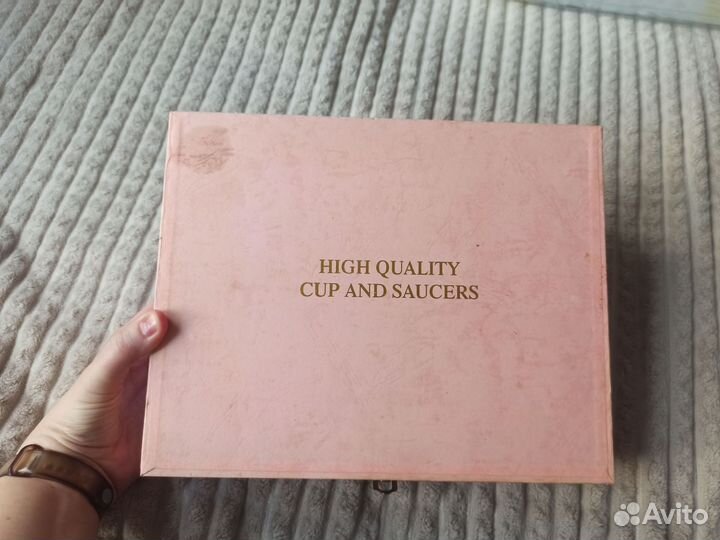 HIGH QUALITY
CUP AND SAUCERS
Avito